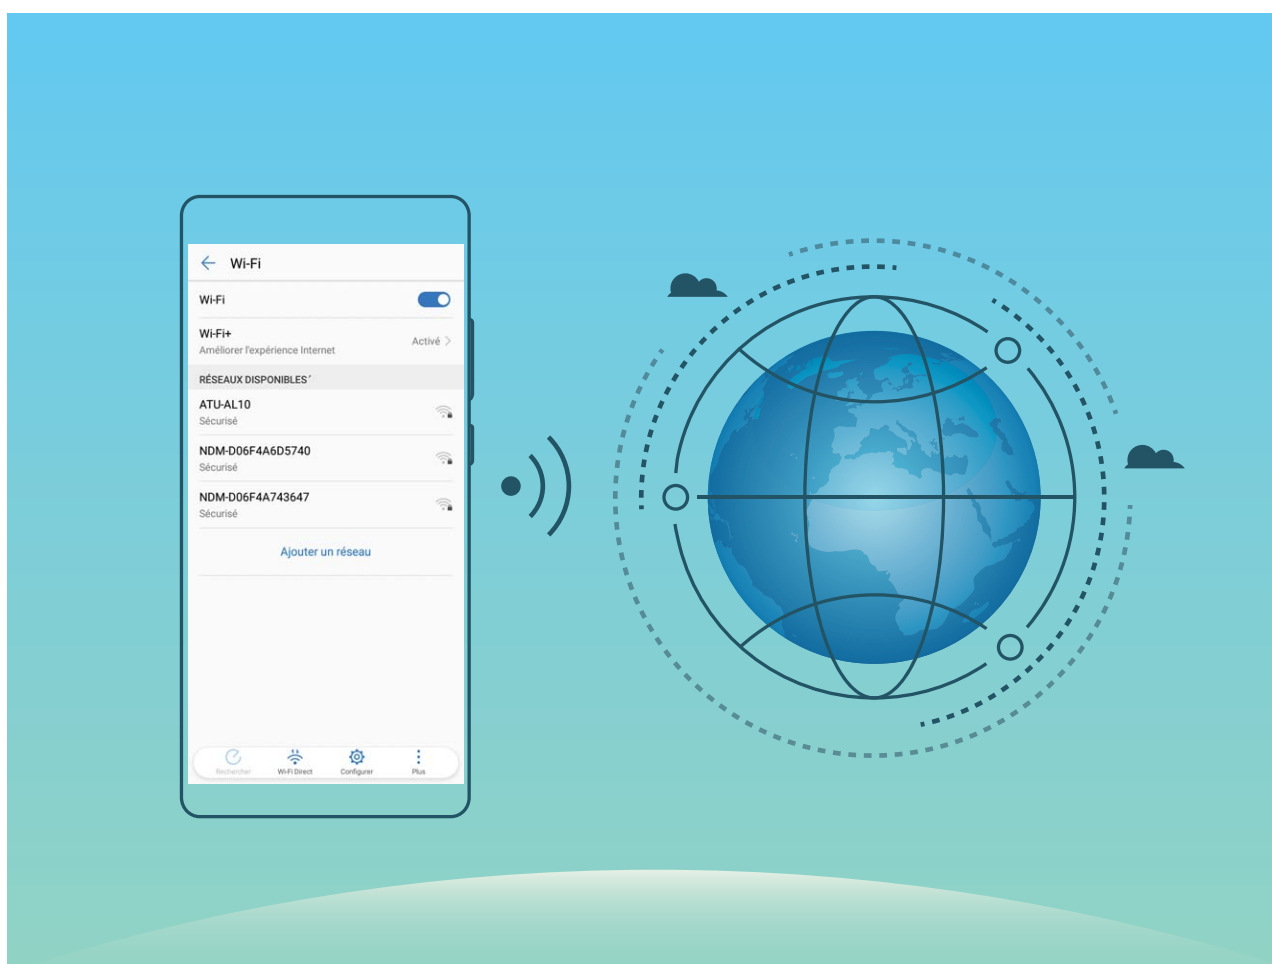 Wi-Fi
Wi-Fi
Wi-Fi+
Améliorer l'expérience Internet
Activé
RÉSEAUX DISPONIBLES
ATU-AL10
Sécurisé
NDM-D06F4A6D5740
Sécurisé
NDM-D06F4A743647
Sécurisé
Ajouter un réseau
Rechercher
Wi-Fi Direct
Configurer
Plus